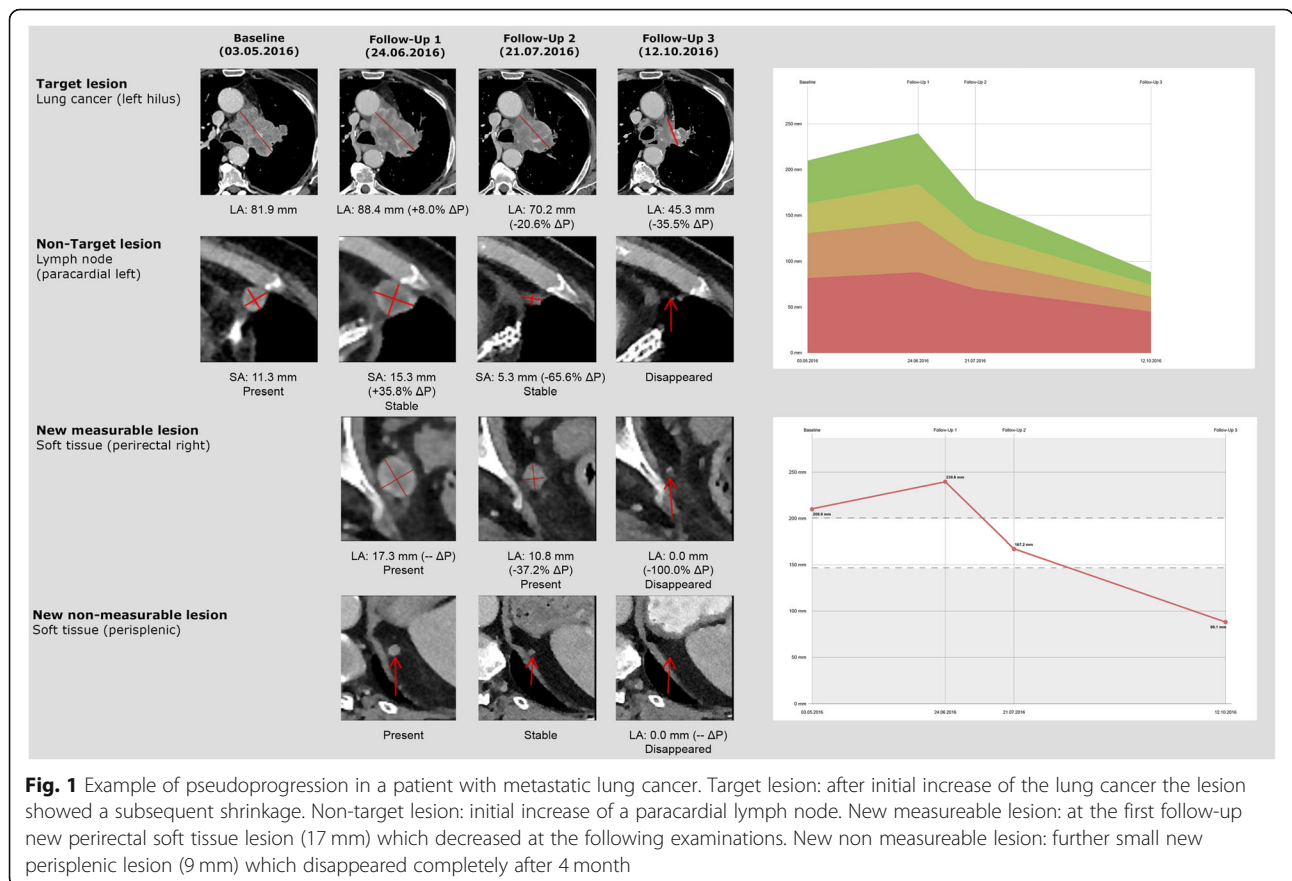 Baseline
(03.05.2016)
Follow-Up 1
(24.06.2016)
Follow-Up 2
(21.07.2016)
Follow-Up 3
(12.10.2016)
Target lesion
Lung cancer (left hilus)
LA: 81.9 mm
LA: 88.4 mm (+8.0% ΔP)
LA: 70.2 mm
(-20.6% ΔP)
LA: 45.3 mm
(-35.5% ΔP)
Non-Target lesion
Lymph node
(paracardial left)
SA: 11.3 mm
Present
SA: 15.3 mm
(+35.8% ΔP)
Stable
SA: 5.3 mm (-65.6% ΔP)
Stable
Disappeared
New measurable lesion
Soft tissue (perirectal right)
LA: 17.3 mm (-- ΔP)
Present
LA: 10.8 mm
(-37.2% ΔP)
Present
LA: 0.0 mm
(-100.0% ΔP)
Disappeared
New non-measurable lesion
Soft tissue (perisplenic)
Present
Stable
LA: 0.0 mm (-- ΔP)
Disappeared
Baseline
Follow-Up 1
Follow-Up 2
Follow-Up 3
250 mm
200 mm
150 mm
100 mm
50 mm
0 mm
03.05.2016
24.06.2016
21.07.2016
12.10.2016
Baseline
Follow-Up 1
Follow-Up 2
Follow-Up 3
250 mm
239.6 mm
200 mm
167.2 mm
150 mm
100 mm
50 mm
0 mm
03.05.2016
24.06.2016
21.07.2016
12.10.2016
Fig. 1 Example of pseudoprogression in a patient with metastatic lung cancer. Target lesion: after initial increase of the lung cancer the lesion
showed a subsequent shrinkage. Non-target lesion: initial increase of a paracardial lymph node. New measureable lesion: at the first follow-up
new perirectal soft tissue lesion (17 mm) which decreased at the following examinations. New non measureable lesion: further small new
perisplenic lesion (9 mm) which disappeared completely after 4 month